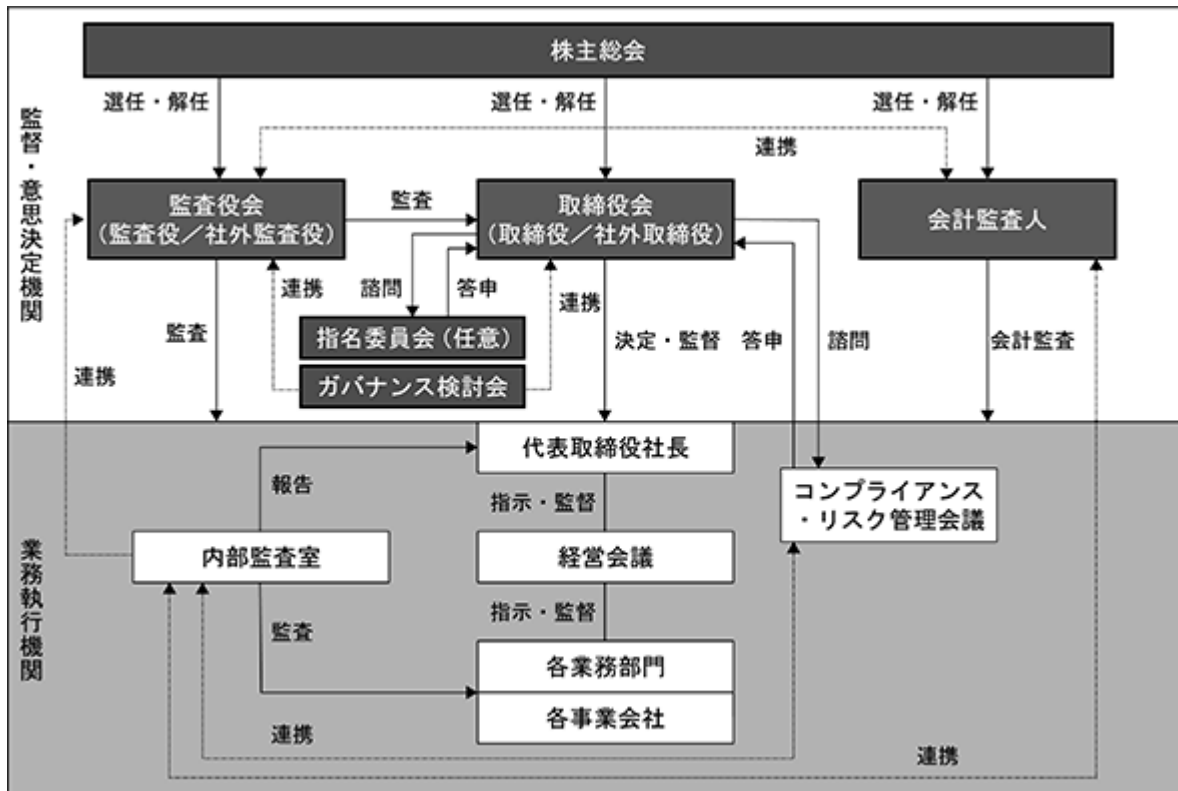 株主総会
選任・解任
選任・解任
選任・解任
連携
監督・意思決定機関
監査役会
(監査役/社外監査役)
監査
取締役会
(取締役/社外取締役)
会計監査人
連携
諮問
答申
連携
監査
指名委員会(任意)
ガバナンス検討会
決定・監督
答申
諮問
会計監査
連携
業務執行機関
代表取締役社長
報告
指示・監督
コンプライアンス
・リスク管理会議
内部監査室
経営会議
指示・監督
監査
各業務部門
各事業会社
連携
連携